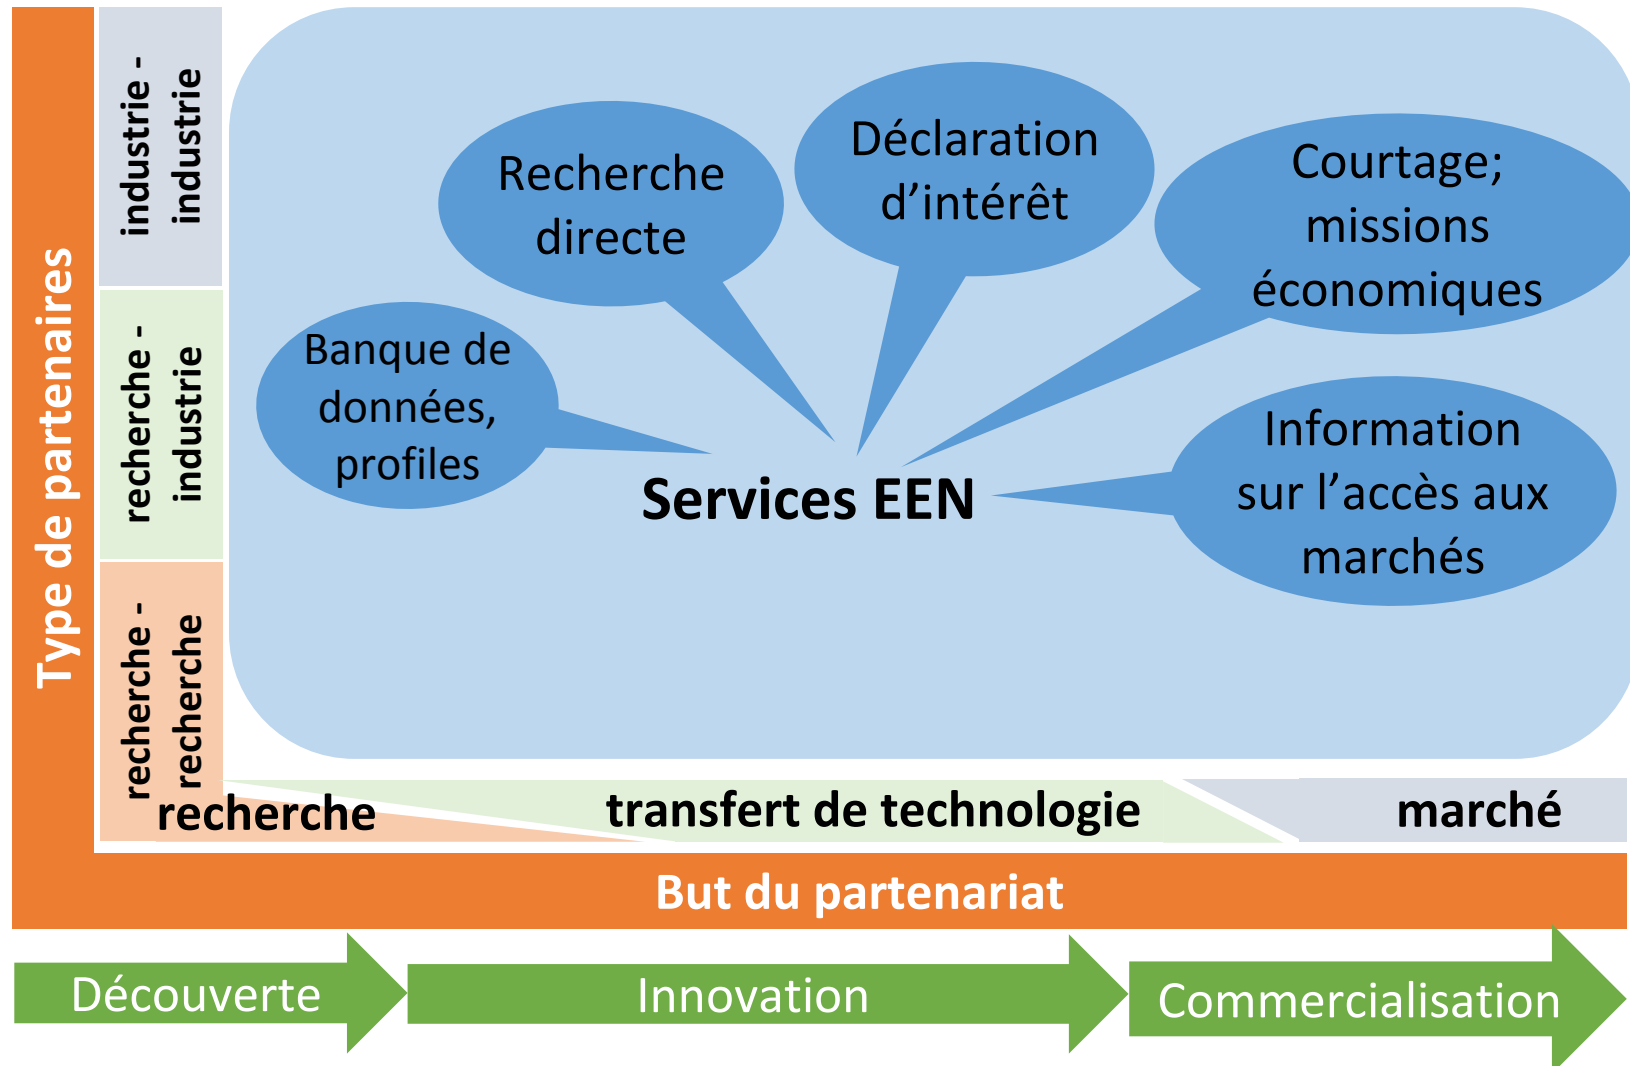 Type de partenaires
industrie -
industrie
recherche -
industrie
recherche -
recherche
Recherche
directe
Déclaration
d’intérêt
Courtage;
missions
économiques
Banque de
données,
profiles
Information
sur l’accès aux
marchés
Services EEN
recherche
transfert de technologie
marché
But du partenariat
Découverte
Innovation
Commercialisation